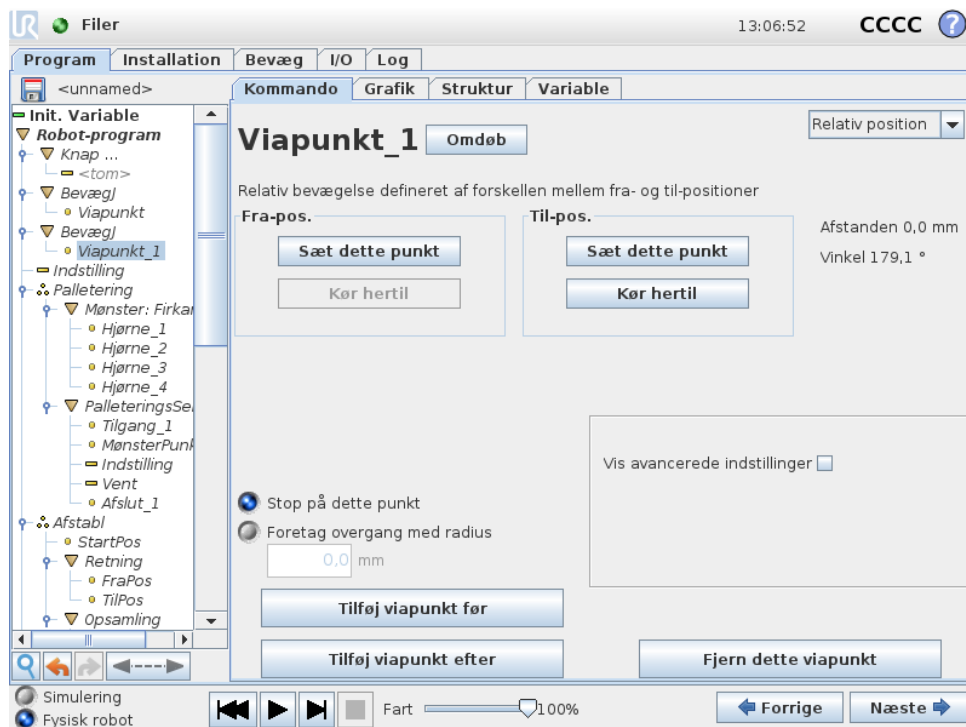 UR Filer 13:06:52 CCCC ?
Program Installation Bevæg I/O Log
<unnamed>
Kommando Grafik Struktur Variable
Init. Variable
Robot-program
Knap ...
<tom>
BevægJ
Viapunkt
BevægJ
Viapunkt_1
Indstilling
Palletering
Mønster: Firkan
Hjørne_1
Hjørne_2
Hjørne_3
Hjørne_4
PalleteringsSe
Tilgang_1
MønsterPunk
Indstilling
Vent
Afslut_1
Afstabl
StartPos
Retning
FraPos
TilPos
Opsamling
Viapunkt_1 Omdøb
Relativ position
Relativ bevægelse defineret af forskellen mellem fra- og til-positioner
Fra-pos.
Sæt dette punkt
Kør hertil
Til-pos.
Sæt dette punkt
Kør hertil
Afstanden 0,0 mm
Vinkel 179,1 °
Vis avancerede indstillinger
Stop på dette punkt
Foretag overgang med radius
0,0 mm
Tilføj viapunkt før
Tilføj viapunkt efter
Fjern dette viapunkt
Simulering
Fysisk robot
Fart 100%
Forrige
Næste